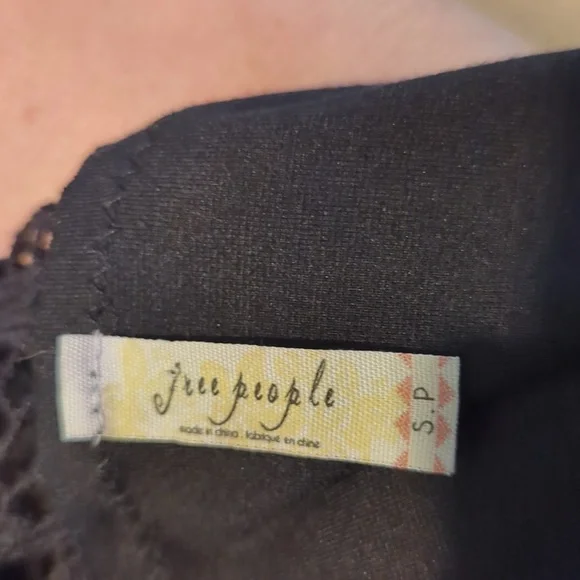 free people
made in china . fabriqué en chine
S.P